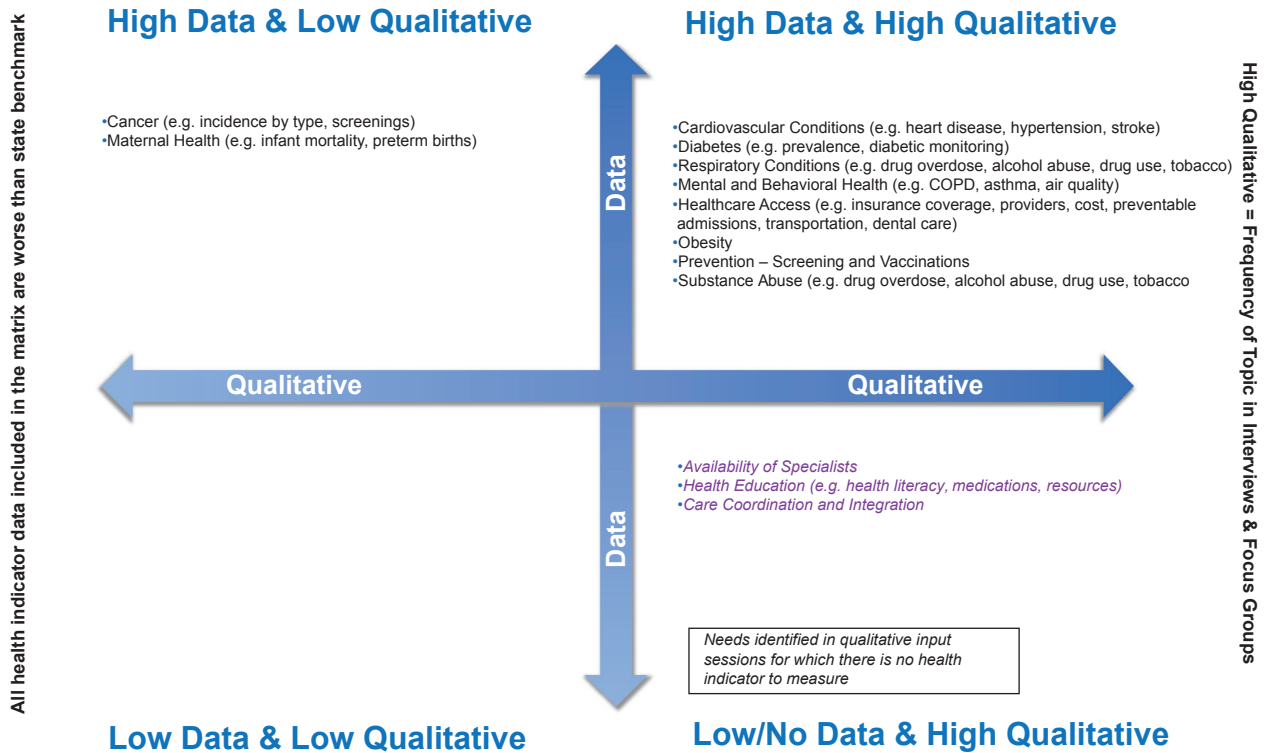 All health indicator data included in the matrix are worse than state benchmark
High Data & Low Qualitative
High Data & High Qualitative
•Cancer (e.g. incidence by type, screenings)
•Maternal Health (e.g. infant mortality, preterm births)
Data
•Cardiovascular Conditions (e.g. heart disease, hypertension, stroke)
•Diabetes (e.g. prevalence, diabetic monitoring)
•Respiratory Conditions (e.g. drug overdose, alcohol abuse, drug use, tobacco)
•Mental and Behavioral Health (e.g. COPD, asthma, air quality)
•Healthcare Access (e.g. insurance coverage, providers, cost, preventable
admissions, transportation, dental care)
•Obesity
•Prevention – Screening and Vaccinations
•Substance Abuse (e.g. drug overdose, alcohol abuse, drug use, tobacco
High Qualitative = Frequency of Topic in Interviews & Focus Groups
Qualitative
Qualitative
Data
•Availability of Specialists
•Health Education (e.g. health literacy, medications, resources)
•Care Coordination and Integration
Needs identified in qualitative input
sessions for which there is no health
indicator to measure
Low Data & Low Qualitative
Low/No Data & High Qualitative